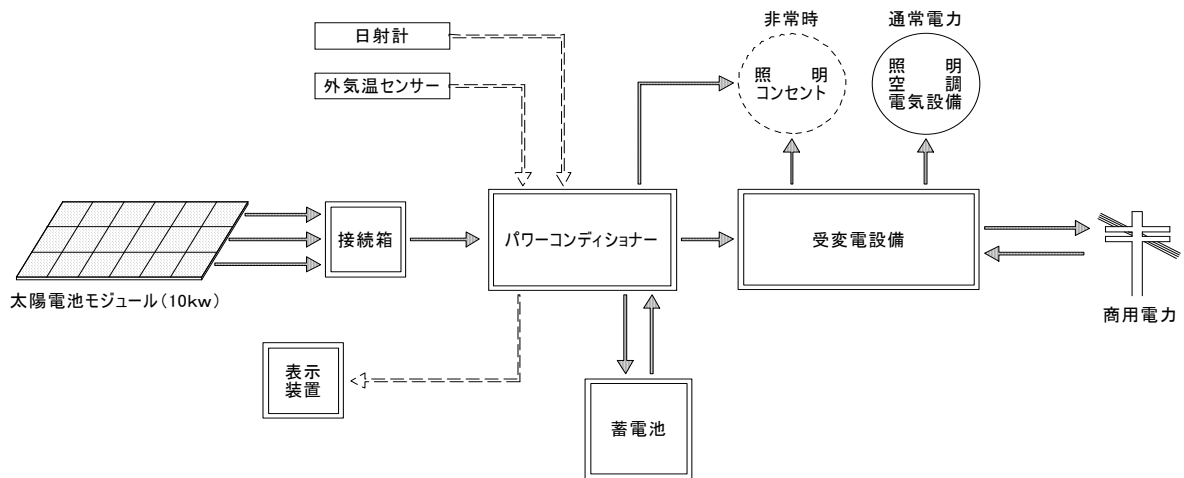 日射計
外気温センサー
非常時
照明
コンセント
通常電力
照明
空調
電気設備
接続箱
パワーコンディショナー
受変電設備
太陽電池モジュール(10kw)
商用電力
表示
装置
蓄電池